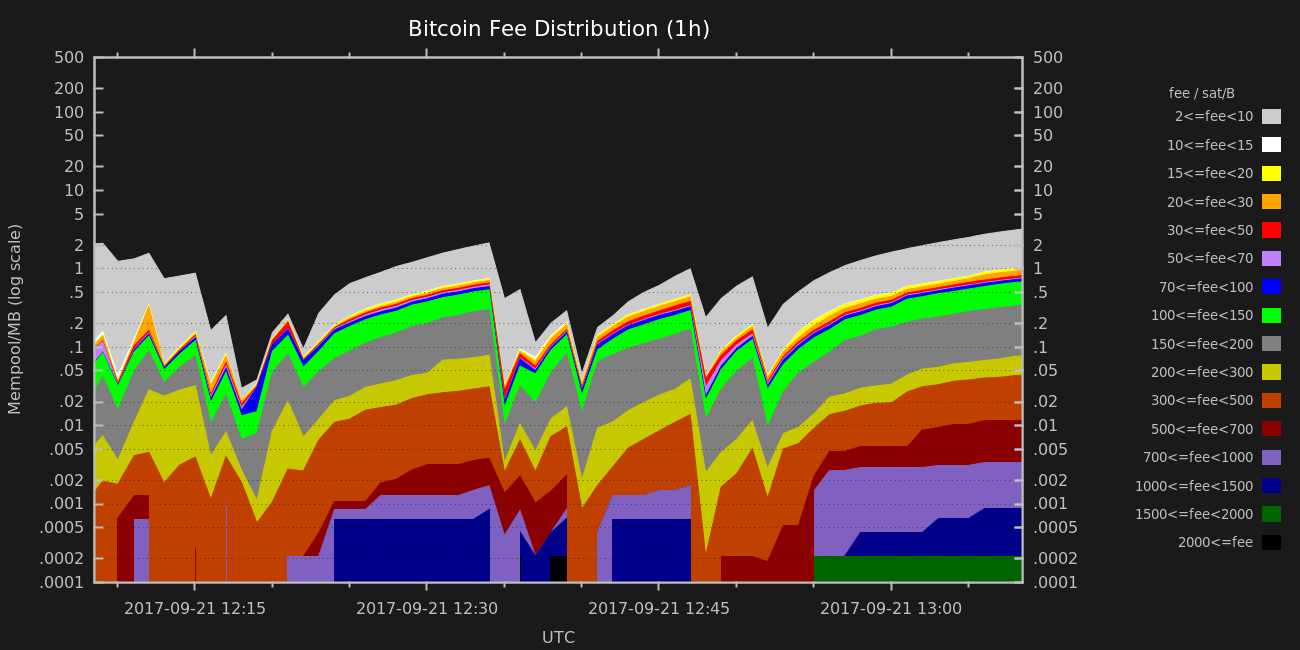 Bitcoin Fee Distribution (1h)
500 500
200 200
100 100
50 50
20 20
10 10
5 5
2 2
1 1
.5 .5
.2 .2
.1 .1
.05 .05
.02 .02
.01 .01
.005 .005
.002 .002
.001 .001
.0005 .0005
.0002 .0002
.0001 .0001
Mempool/MB (log scale)
2017-09-21 12:15 2017-09-21 12:30 2017-09-21 12:45 2017-09-21 13:00
UTC
fee / sat/B
2<=fee<10
10<=fee<15
15<=fee<20
20<=fee<30
30<=fee<50
50<=fee<70
70<=fee<100
100<=fee<150
150<=fee<200
200<=fee<300
300<=fee<500
500<=fee<700
700<=fee<1000
1000<=fee<1500
1500<=fee<2000
2000<=fee